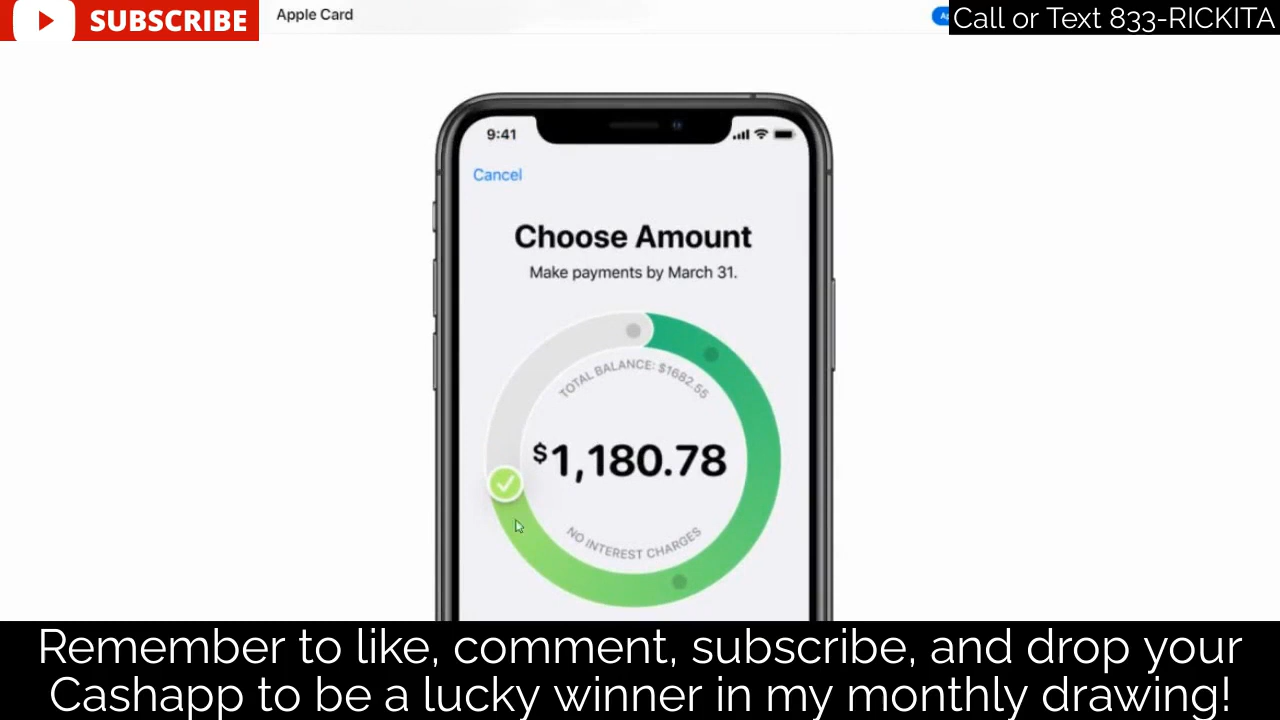 SUBSCRIBE
Apple Card
Call or Text 833-RICKITA
9:41
Cancel
Choose Amount
Make payments by March 31.
TOTAL BALANCE: $1682.55
$1,180.78
NO INTEREST CHARGES
Remember to like, comment, subscribe, and drop your
Cashapp to be a lucky winner in my monthly drawing!